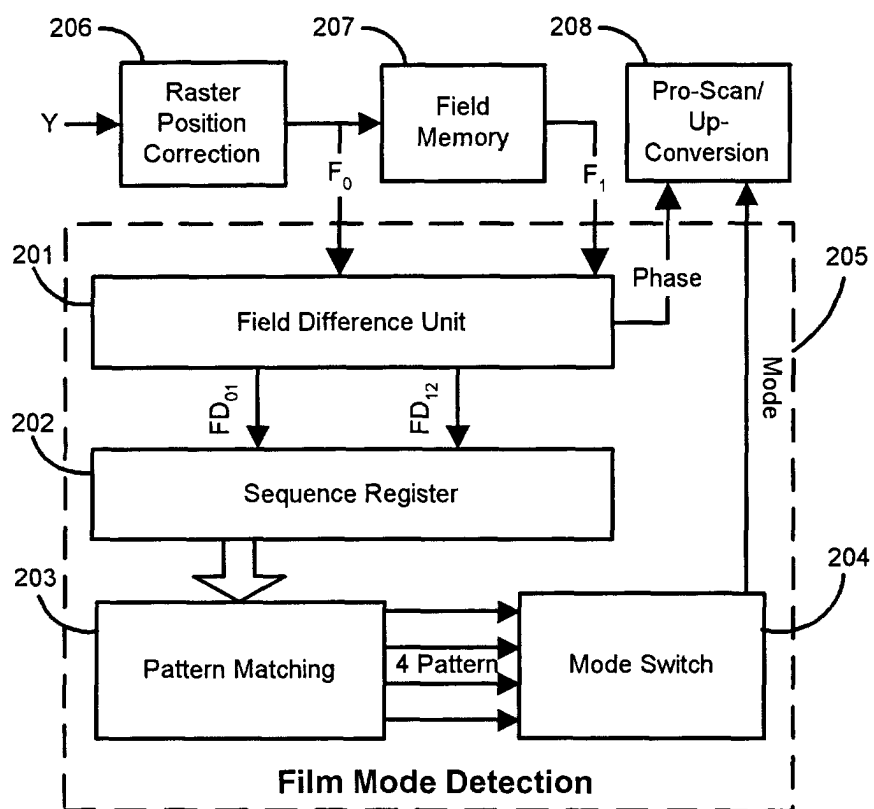 206
207
208
Raster
Position
Correction
Field
Memory
Pro-Scan/
Up-
Conversion
Y
F0
F1
201
205
Phase
Field Difference Unit
Mode
FD01
FD12
202
Sequence Register
203
204
Pattern Matching
4 Pattern
Mode Switch
Film Mode Detection